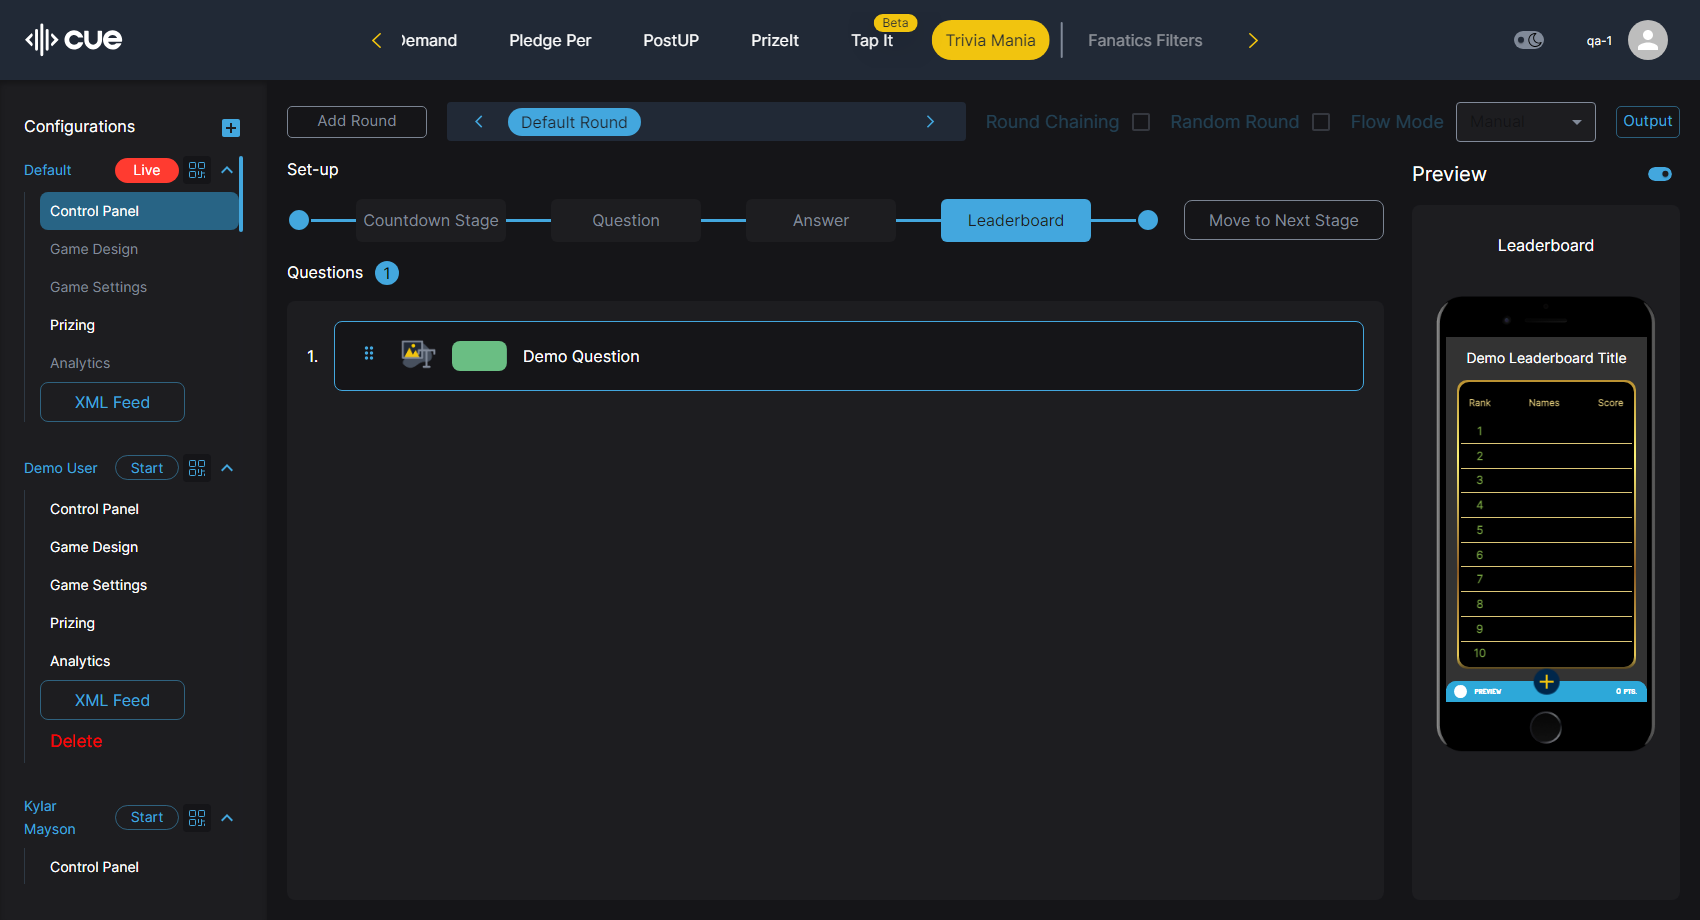 cue
Demand
Pledge Per
PostUP
PrizeIt
Tap It
Beta
Trivia Mania
Fanatics Filters
qa-1
Configurations
Default
Live
Control Panel
Game Design
Game Settings
Prizing
Analytics
XML Feed
Demo User
Start
Control Panel
Game Design
Game Settings
Prizing
Analytics
XML Feed
Delete
Kylar
Mayson
Start
Control Panel
Add Round
Default Round
Round Chaining
Random Round
Flow Mode
Manual
Output
Set-up
Countdown Stage
Question
Answer
Leaderboard
Move to Next Stage
Questions 1
1.
Demo Question
Preview
Leaderboard
Demo Leaderboard Title
Rank Names Score
1
2
3
4
5
6
7
8
9
10
PREVIEW
0 PTS.